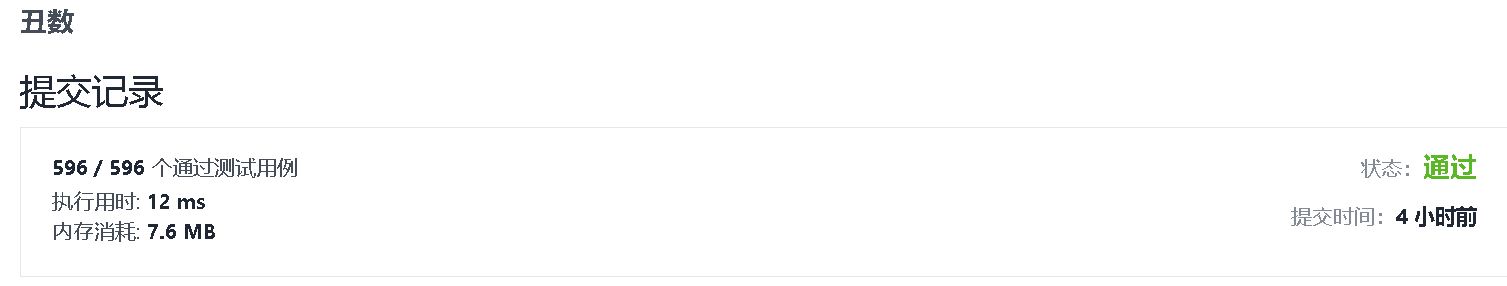 丑数
提交记录
596 / 596 个通过测试用例
状态：通过
执行用时: 12 ms
提交时间：4 小时前
内存消耗: 7.6 MB